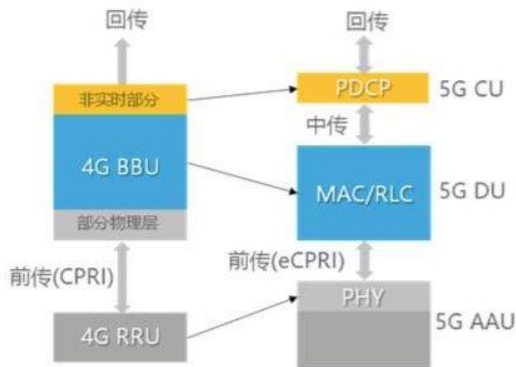 回传
非实时部分
4G BBU
部分物理层
前传(CPRI)
4G RRU
回传
PDCP
5G CU
中传
MAC/RLC
5G DU
前传(eCPRI)
PHY
5G AAU